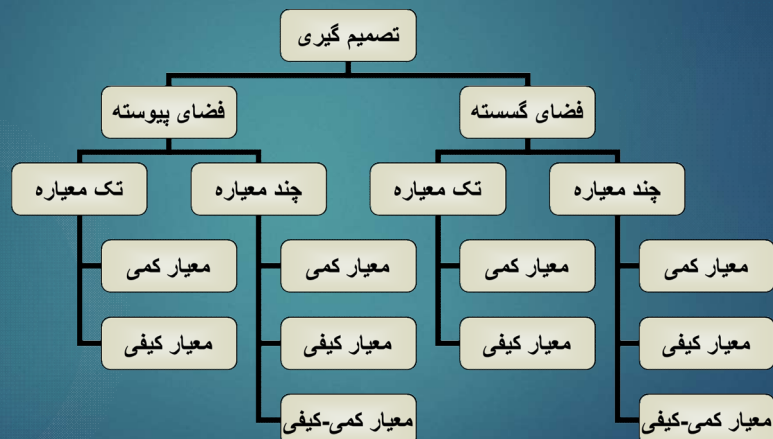 تصمیم گیری
فضای گسسته
فضای پیوسته
چند معیاره
تک معیاره
چند معیاره
تک معیاره
معیار کمی
معیار کمی
معیار کمی
معیار کمی
معیار کیفی
معیار کیفی
معیار کیفی
معیار کیفی
معیار کمی-کیفی
معیار کمی-کیفی